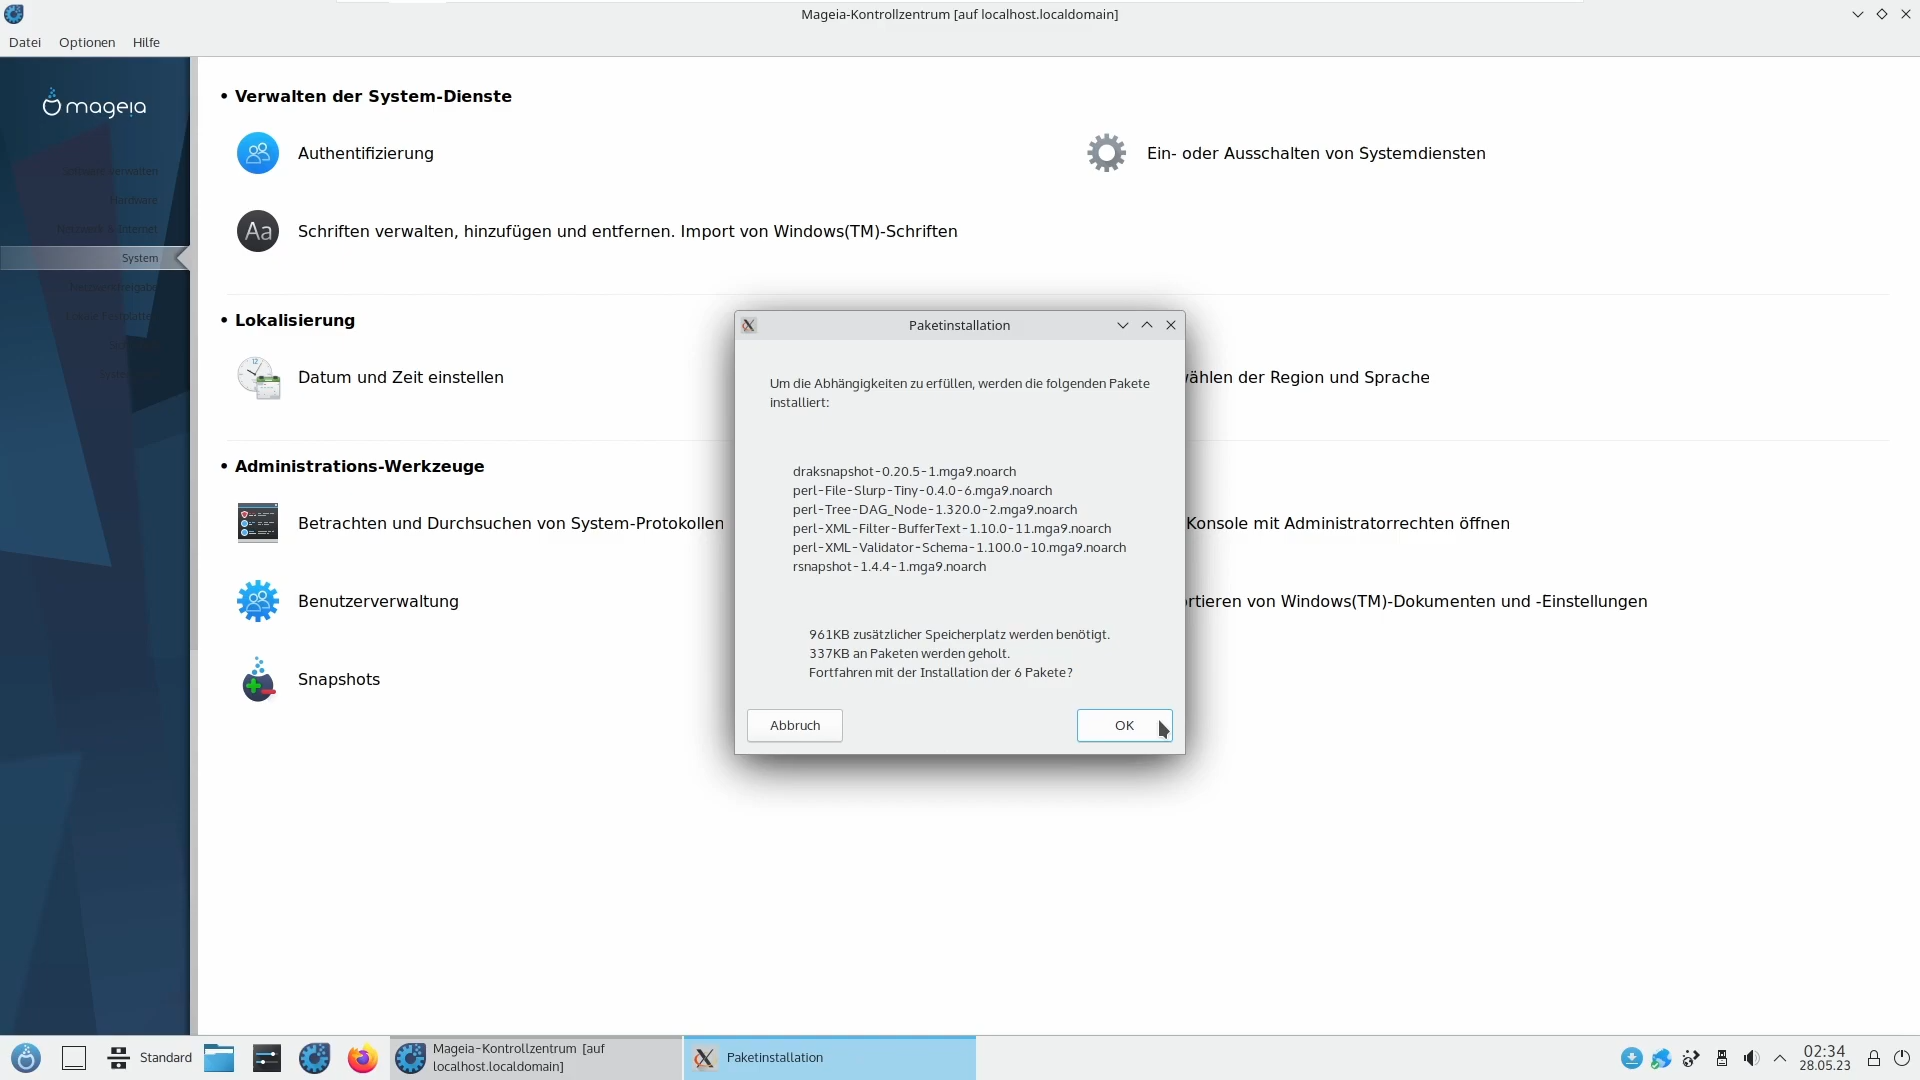 Mageia-Kontrollzentrum [auf localhost.localdomain]
Datei Optionen Hilfe
mageia
Software verwalten
Hardware
Netzwerk & Internet
System
• Verwalten der System-Dienste
Authentifizierung
Ein- oder Ausschalten von Systemdiensten
Aa
Schriften verwalten, hinzufügen und entfernen. Import von Windows(TM)-Schriften
• Lokalisierung
Datum und Zeit einstellen
wählen der Region und Sprache
• Administrations-Werkzeuge
Betrachten und Durchsuchen von System-Protokollen
Konsole mit Administratorrechten öffnen
Benutzerverwaltung
ortieren von Windows(TM)-Dokumenten und -Einstellungen
Snapshots
Paketinstallation
Um die Abhängigkeiten zu erfüllen, werden die folgenden Pakete
installiert:
draksnapshot-0.20.5-1.mga9.noarch
perl-File-Slurp-Tiny-0.4.0-6.mga9.noarch
perl-Tree-DAG_Node-1.320.0-2.mga9.noarch
perl-XML-Filter-BufferText-1.10.0-11.mga9.noarch
perl-XML-Validator-Schema-1.100.0-10.mga9.noarch
rsnapshot-1.4.4-1.mga9.noarch
961KB zusätzlicher Speicherplatz werden benötigt.
337KB an Paketen werden geholt.
Fortfahren mit der Installation der 6 Pakete?
Abbruch
OK
Standard
Mageia-Kontrollzentrum [auf
localhost.localdomain]
Paketinstallation
02:34
28.05.23